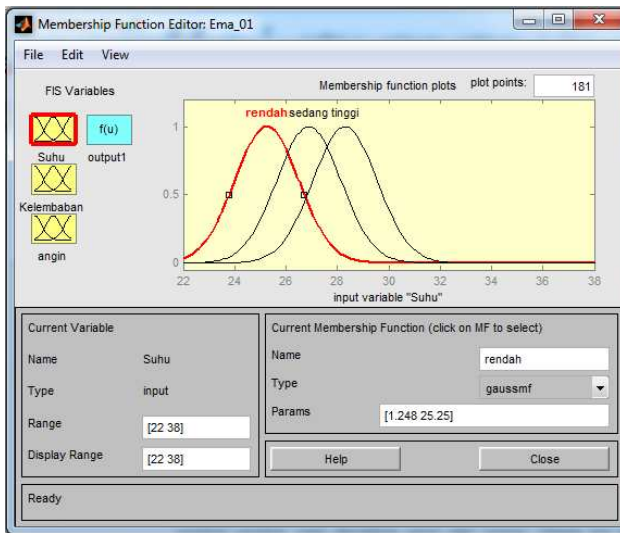 Membership Function Editor: Ema_01
File Edit View
FIS Variables
Membership function plots plot points: 181
f(u)
Suhu output1
Kelembaban
angin
rendah sedang tinggi
1
0.5
0
22 24 26 28 30 32 34 36 38
input variable "Suhu"
Current Variable
Name Suhu
Type input
Range [22 38]
Display Range [22 38]
Current Membership Function (click on MF to select)
Name rendah
Type gaussmf
Params [1.248 25.25]
Help Close
Ready